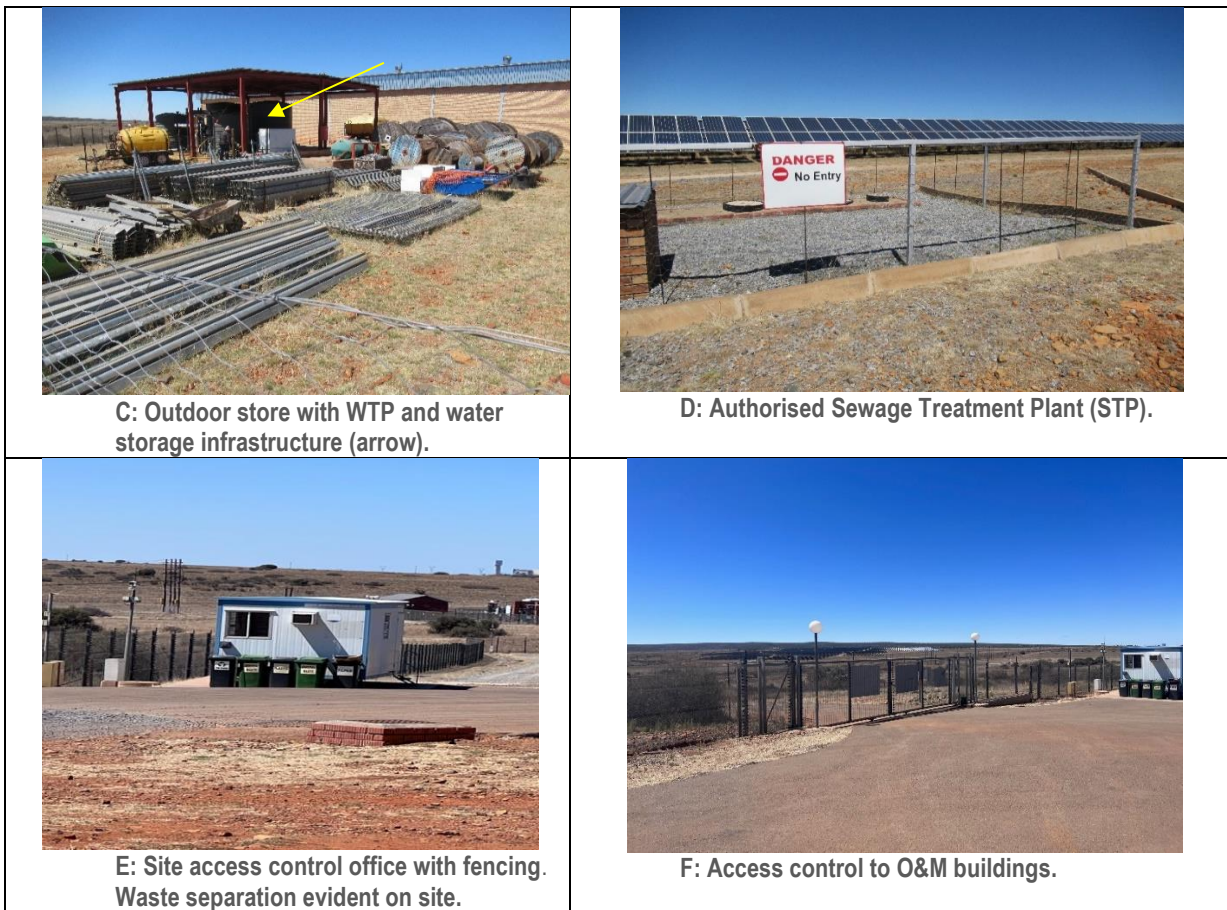 DANGER
No Entry
C: Outdoor store with WTP and water
storage infrastructure (arrow).
D: Authorised Sewage Treatment Plant (STP).
E: Site access control office with fencing.
Waste separation evident on site.
F: Access control to O&M buildings.